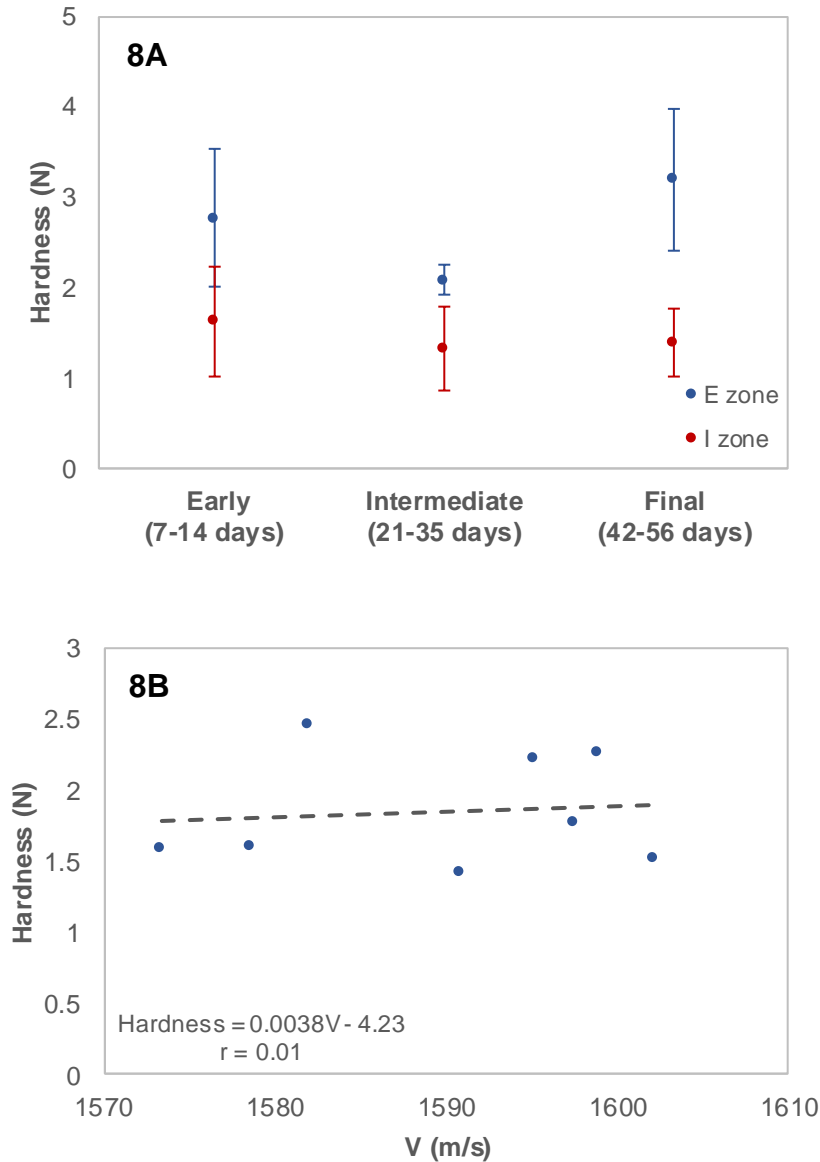 5
8A
4
3
2
1
0
Hardness (N)
E zone
I zone
Early
(7-14 days)
Intermediate
(21-35 days)
Final
(42-56 days)
3
8B
2.5
2
1.5
1
0.5
0
Hardness (N)
Hardness = 0.0038V - 4.23
r = 0.01
1570 1580 1590 1600 1610
V (m/s)